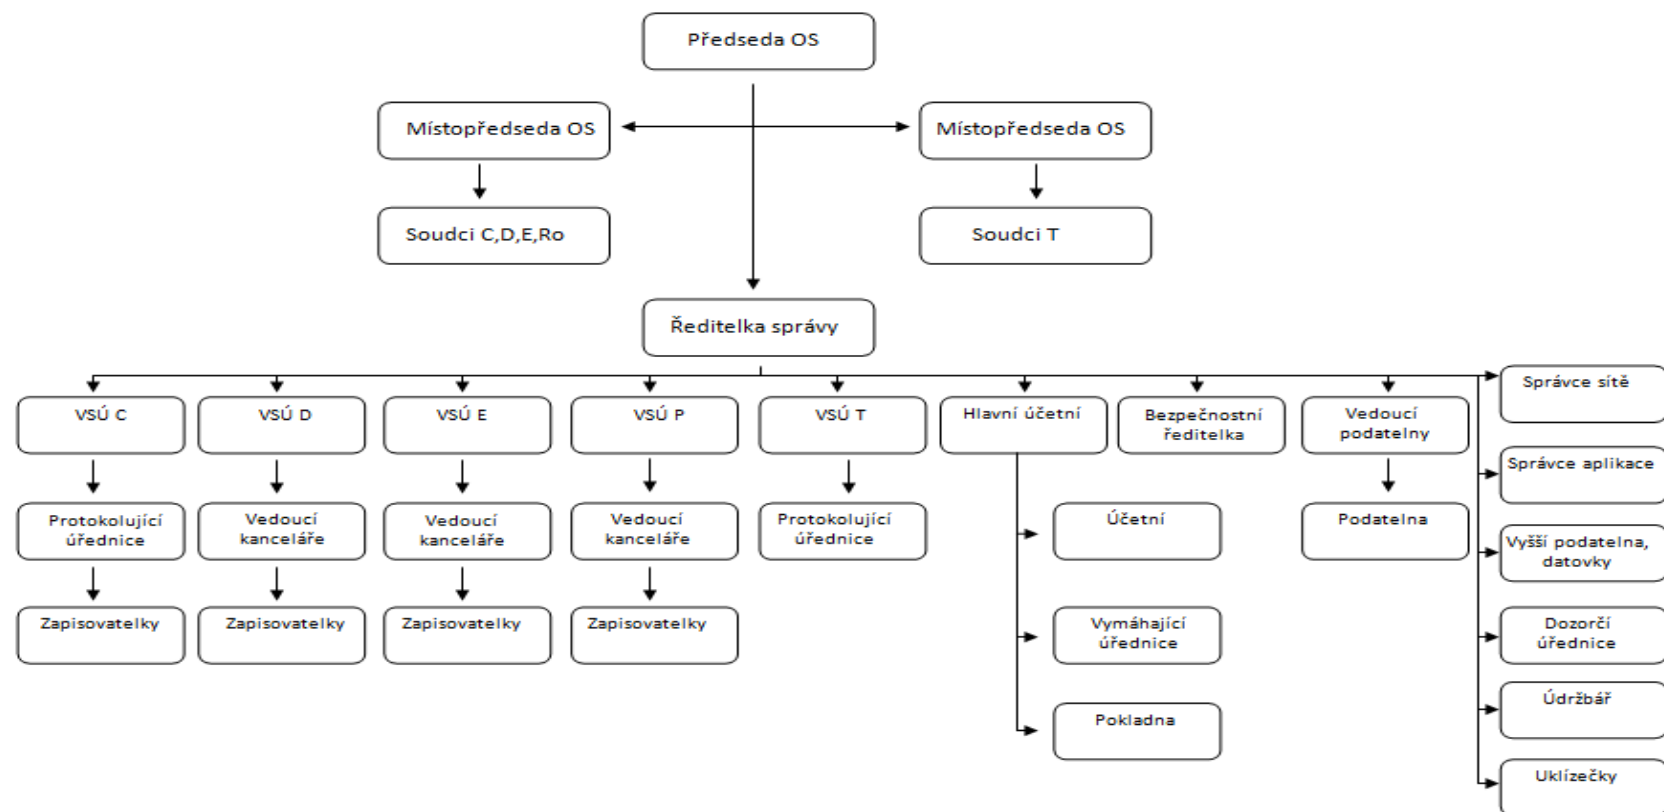 Předseda OS
Místopředseda OS
Místopředseda OS
Soudci C,D,E,Ro
Soudci T
Ředitelka správy
VSÚ C
VSÚ D
VSÚ E
VSÚ P
VSÚ T
Hlavní účetní
Bezpečnostní
ředitelka
Vedoucí
podatelny
Správce sítě
Správce aplikace
Protokolující
úřednice
Vedoucí
kanceláře
Vedoucí
kanceláře
Vedoucí
kanceláře
Protokolující
úřednice
Účetní
Podatelna
Vyšší podatelna,
datovky
Zapisovatelky
Zapisovatelky
Zapisovatelky
Zapisovatelky
Vymáhající
úřednice
Dozorčí
úřednice
Pokladna
Údržbář
Uklízečky